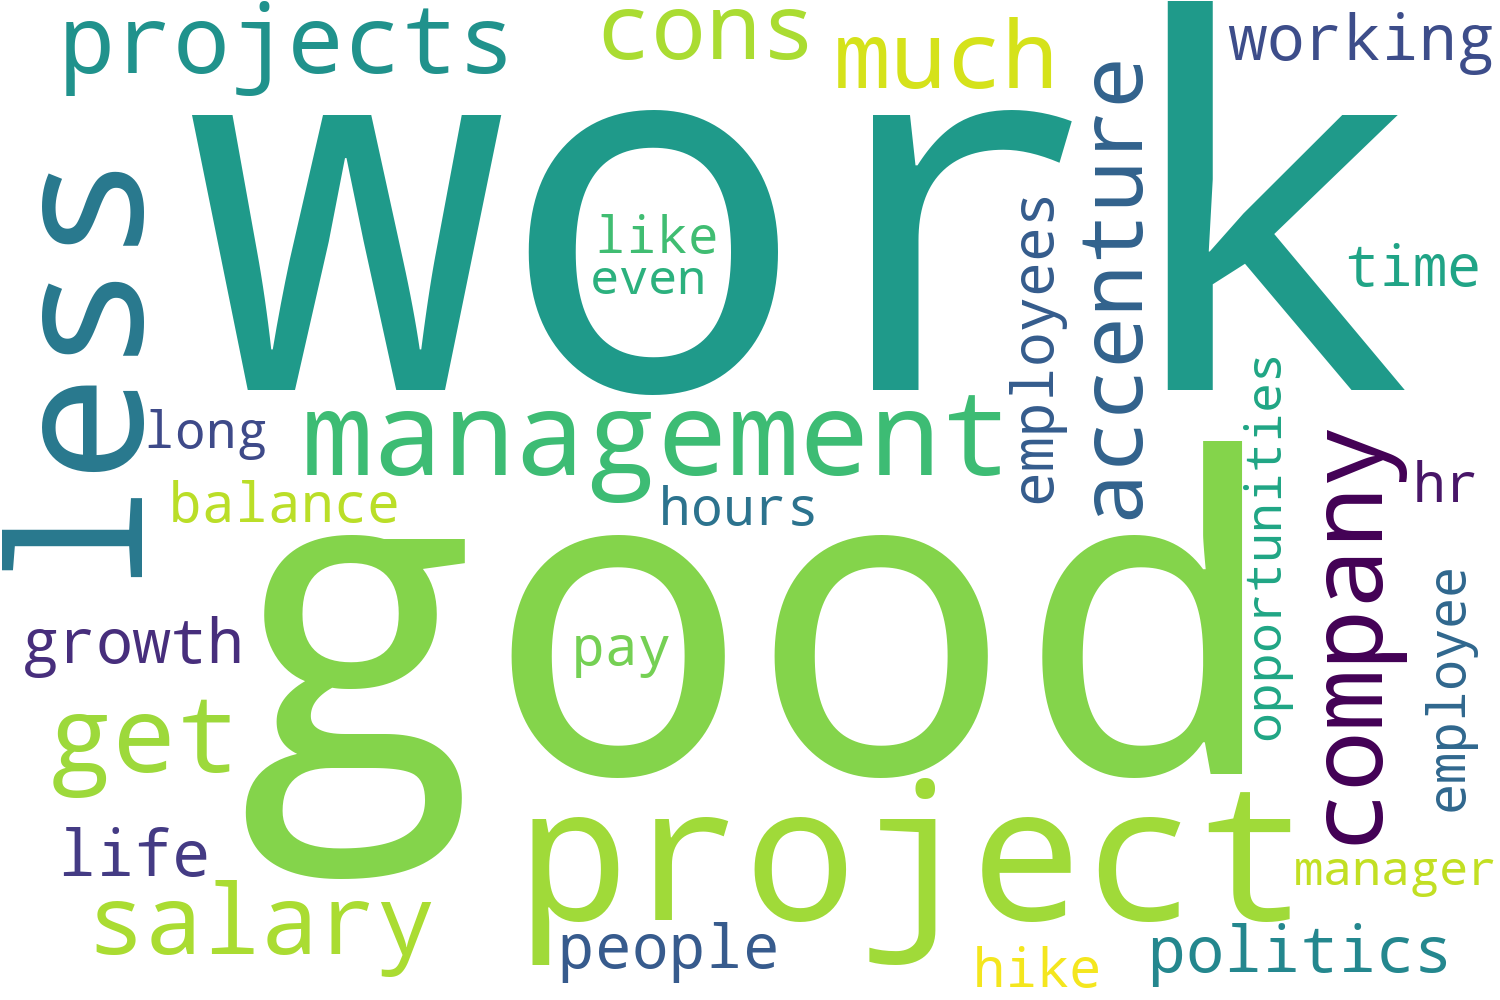 projects
cons
much
working
work
less
accenture
like
even
employees
time
long
management
opportunities
balance
hours
company
hr
good
growth
pay
employee
get
project
life
manager
salary
people
hike
politics